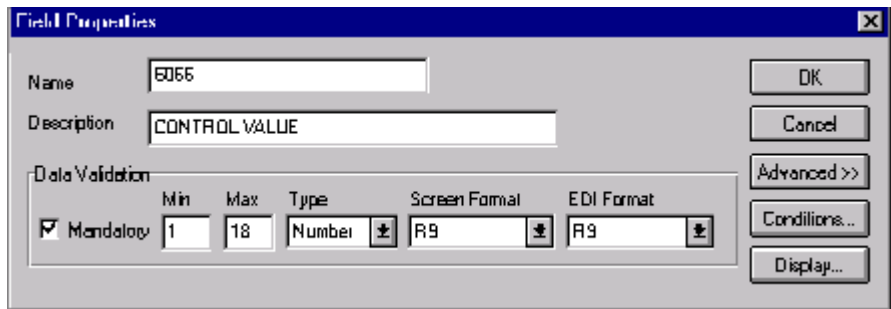 Field Properties
Name 6066 OK
Description CONTROL VALUE Cancel
Data Validation Advanced >>
Min Max Type Screen Format EDI Format
Mandatory 1 18 Number R9 R9 Conditions...
Display...